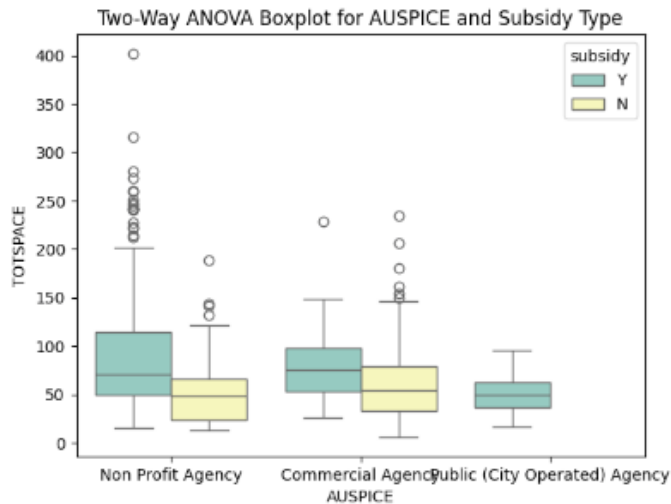 Two-Way ANOVA Boxplot for AUSPICE and Subsidy Type
subsidy
Y
N
TOTSPACE
400
350
300
250
200
150
100
50
0
Non Profit Agency
Commercial Agency
Public (City Operated) Agency
AUSPICE